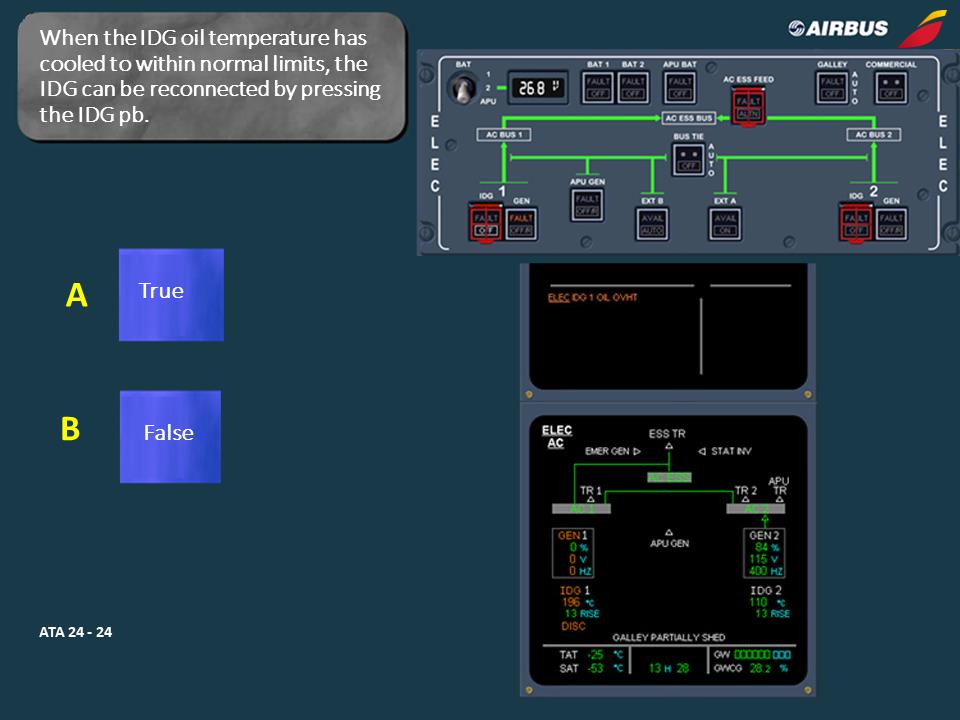 When the IDG oil temperature has
cooled to within normal limits, the
IDG can be reconnected by pressing
the IDG pb.
AIRBUS
BAT
1
2
APU
26.8 V
BAT 1 BAT 2 APU BAT
FAULT FAULT FAULT
OFF OFF OFF
AC ESS FEED
FAULT
ALTN
GALLEY COMMERCIAL
FAULT
OFF OFF
AUTO
ELEC
ELEC
AC ESS BUS
AC BUS 1
BUS TIE
OFF
AUTO
AC BUS 2
IDG 1 GEN
FAULT FAULT
OFF OFF/R
APU GEN
FAULT
OFF/R
EXT B
AVAIL
AUTO
EXT A
AVAIL
ON
IDG 2 GEN
FAULT FAULT
OFF OFF/R
A
True
B
False
ELEC IDG 1 OIL OVHT
ELEC
AC
ESS TR
EMER GEN STAT INV
AC ESS
TR 1 TR 2 APU
TR
AC 1 AC 2
GEN 1 GEN 2
APU GEN
0 % 84 %
0 V 115 V
0 HZ 400 HZ
IDG 1 IDG 2
196 °C 110 °C
13 RISE 13 RISE
DISC
GALLEY PARTIALLY SHED
TAT -25 °C GW
SAT -53 °C 13 H 28 GWCG 28.2 %
ATA 24 - 24